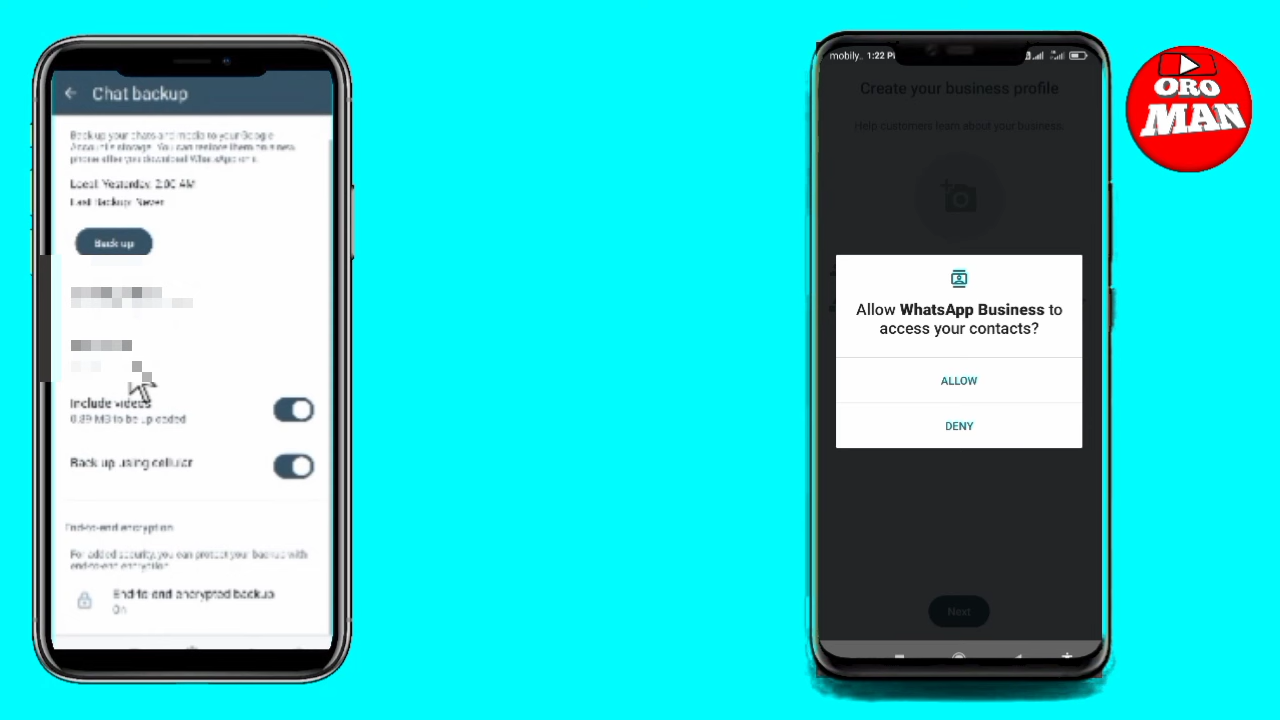 Chat backup
Back up your chats and media to your Google
Account's storage. You can restore them on a new
phone after you download WhatsApp on it.
Local: Yesterday, 2:00 AM
Last Backup: Never
Back up
Include videos
0.89 MB to be uploaded
Back up using cellular
End-to-end encryption
For added security, you can protect your backup with
end-to-end encryption.
End-to-end encrypted backup
On
mobily.. 1:22 P
Create your business profile
Help customers learn about your business.
Allow WhatsApp Business to
access your contacts?
ALLOW
DENY
Next
ORO
MAN